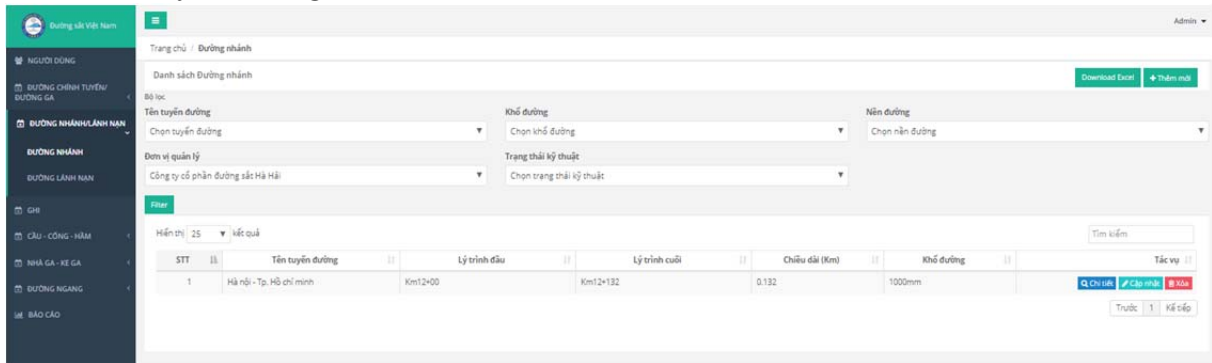 Đường sắt Việt Nam
Admin
Trang chủ / Đường nhánh
NGƯỜI DÙNG
ĐƯỜNG CHÍNH TUYẾN/
ĐƯỜNG GA
ĐƯỜNG NHÁNH/LÁNH NẠN
ĐƯỜNG NHÁNH
ĐƯỜNG LÁNH NẠN
GHI
CẦU - CỐNG - HẦM
NHÀ GA - KE GA
ĐƯỜNG NGANG
BÁO CÁO
Danh sách Đường nhánh
Download Excel
Thêm mới
Bộ lọc
Tên tuyến đường Khổ đường Nền đường
Chọn tuyến đường Chọn khổ đường Chọn nền đường
Đơn vị quản lý Trạng thái kỹ thuật
Công ty cổ phần đường sắt Hà Hải Chọn trạng thái kỹ thuật
Filter
Hiển thị 25 kết quả
Tìm kiếm
STT Tên tuyến đường Lý trình đầu Lý trình cuối Chiều dài (Km) Khổ đường Tác vụ
1 Hà nội - Tp. Hồ chí minh Km12+00 Km12+132 0.132 1000mm Chi tiết Cập nhật Xóa
Trước 1 Kế tiếp